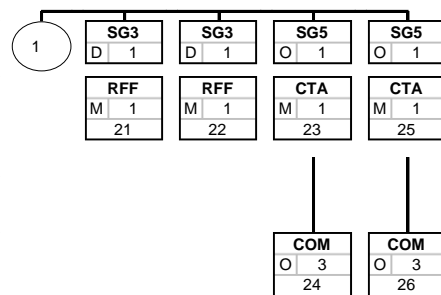 1
SG3 SG3 SG5 SG5
D 1 D 1 O 1 O 1
RFF RFF CTA CTA
M 1 M 1 M 1 M 1
21 22 23 25
COM COM
O 3 O 3
24 26